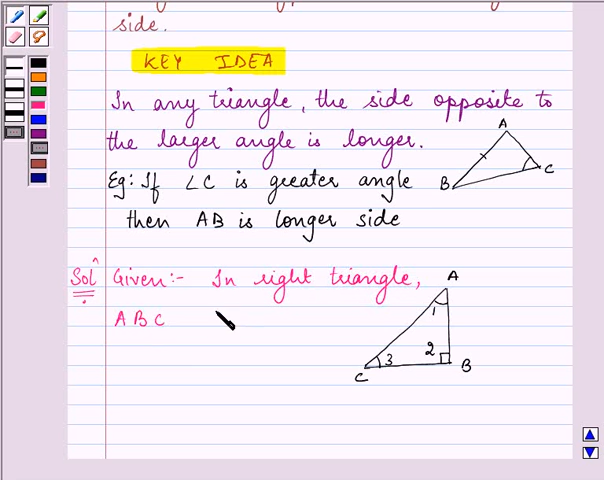 side.
KEY IDEA
In any triangle, the side opposite to
the larger angle is longer.
Eg: If ∠C is greater angle
then AB is longer side
A
B
C
Solⁿ Given:- In right triangle,
ABC
A
1
3
2
C
B